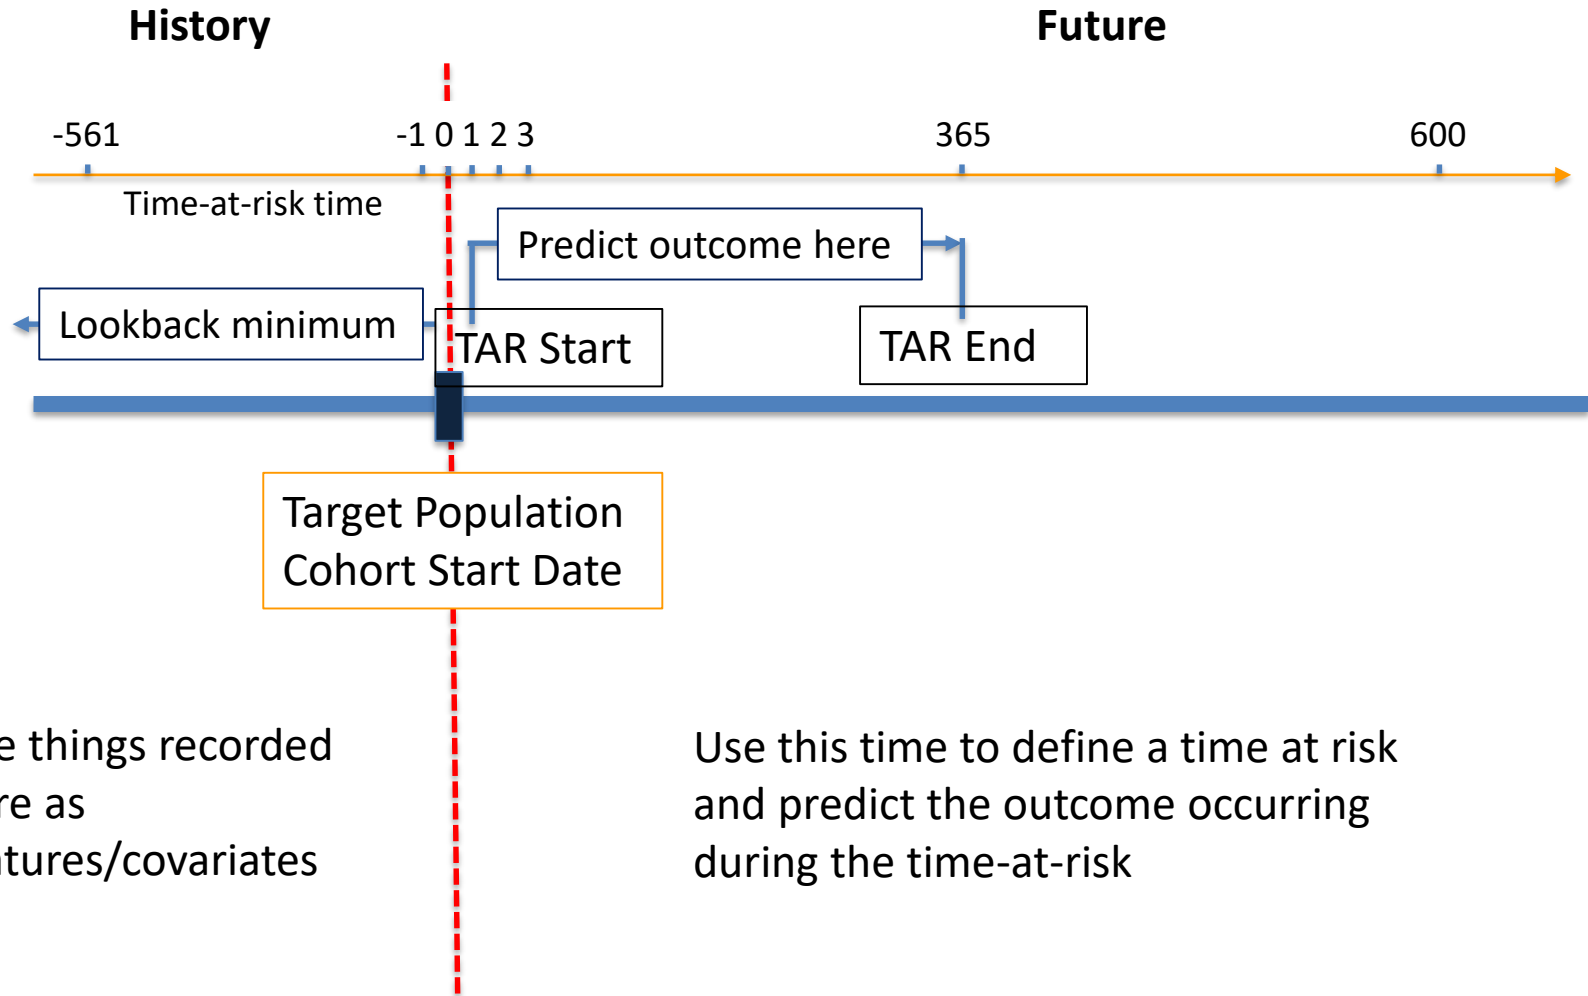 History
Future
-561 -1 0 1 2 3 365 600
Time-at-risk time
Predict outcome here
Lookback minimum
TAR Start
TAR End
Target Population
Cohort Start Date
e things recorded
re as
tures/covariates
Use this time to define a time at risk
and predict the outcome occurring
during the time-at-risk